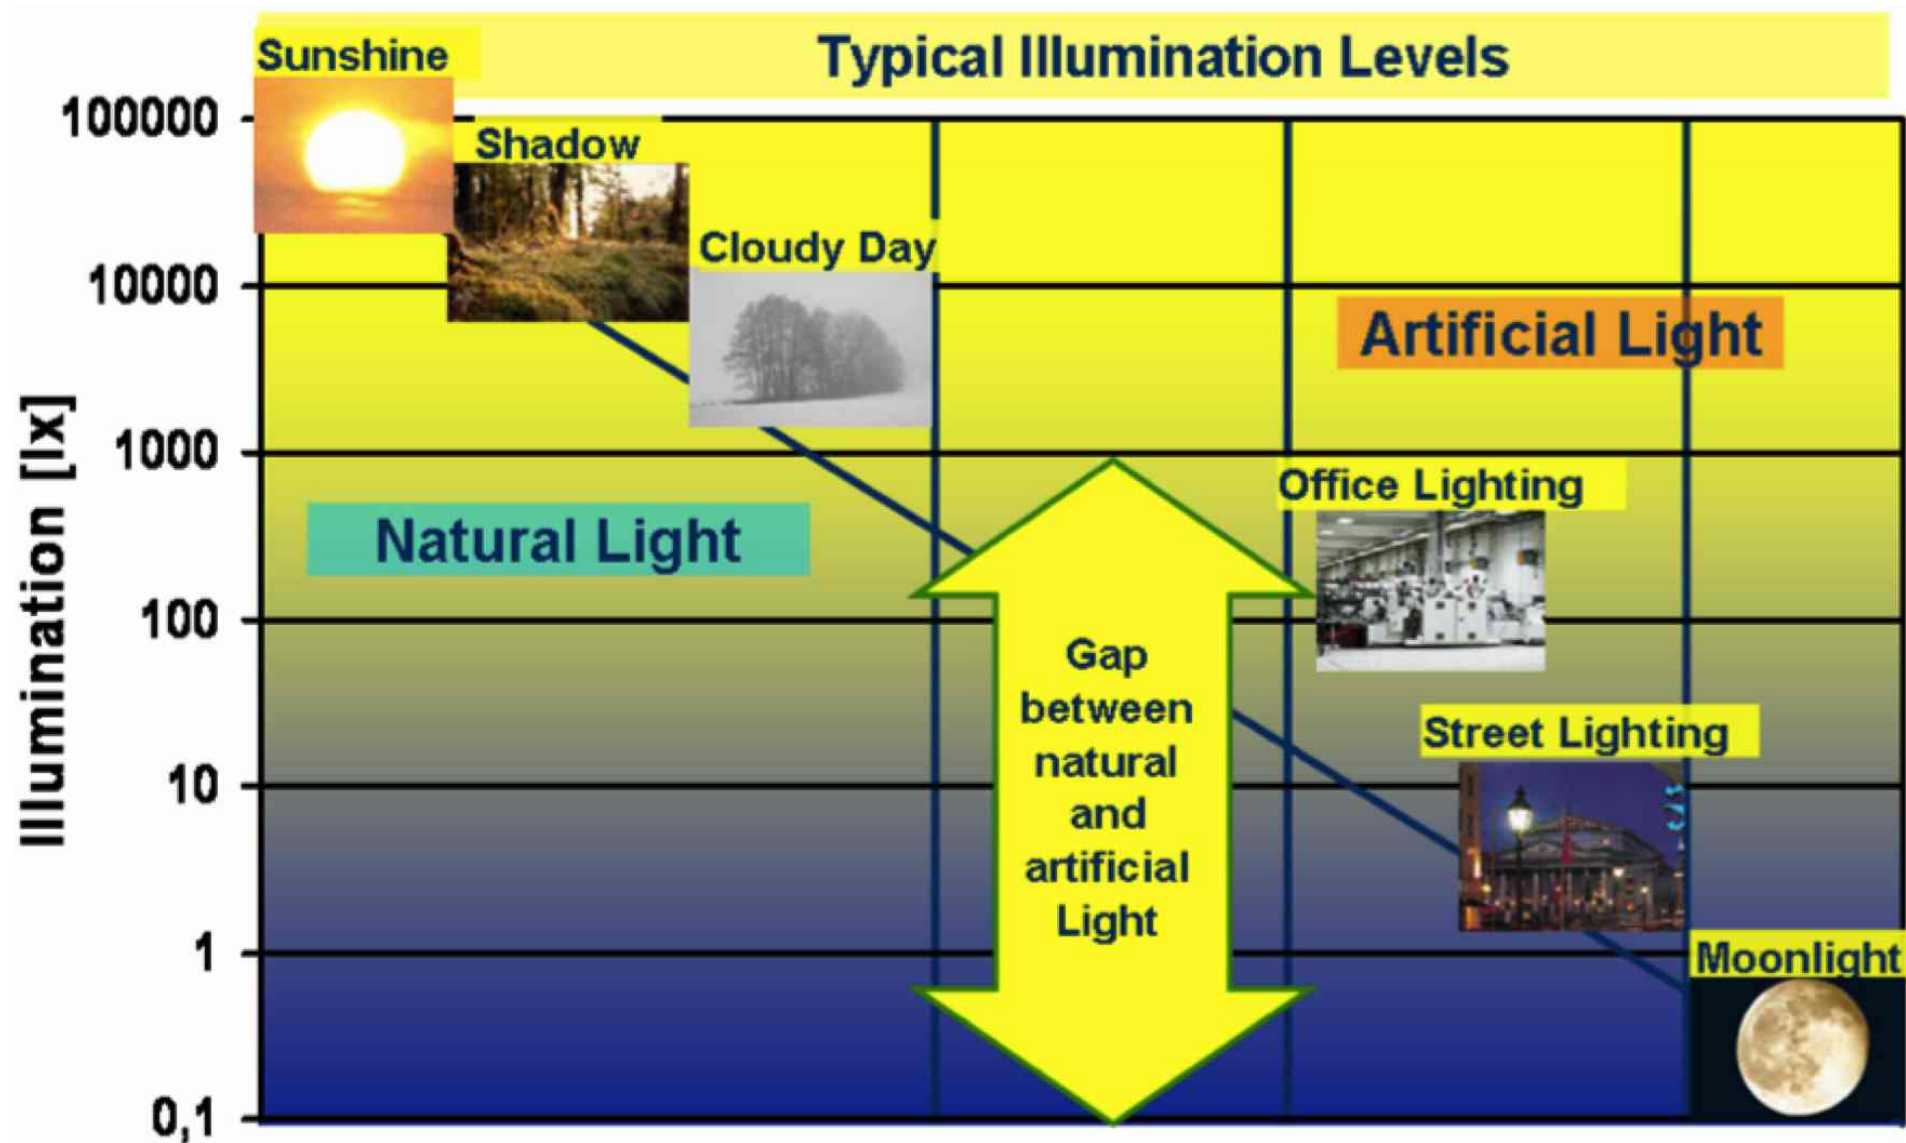 Typical Illumination Levels
Sunshine
Shadow
Cloudy Day
Natural Light
Artificial Light
Office Lighting
Street Lighting
Moonlight
Gap
between
natural
and
artificial
Light
Illumination [lx]
100000
10000
1000
100
10
1
0,1